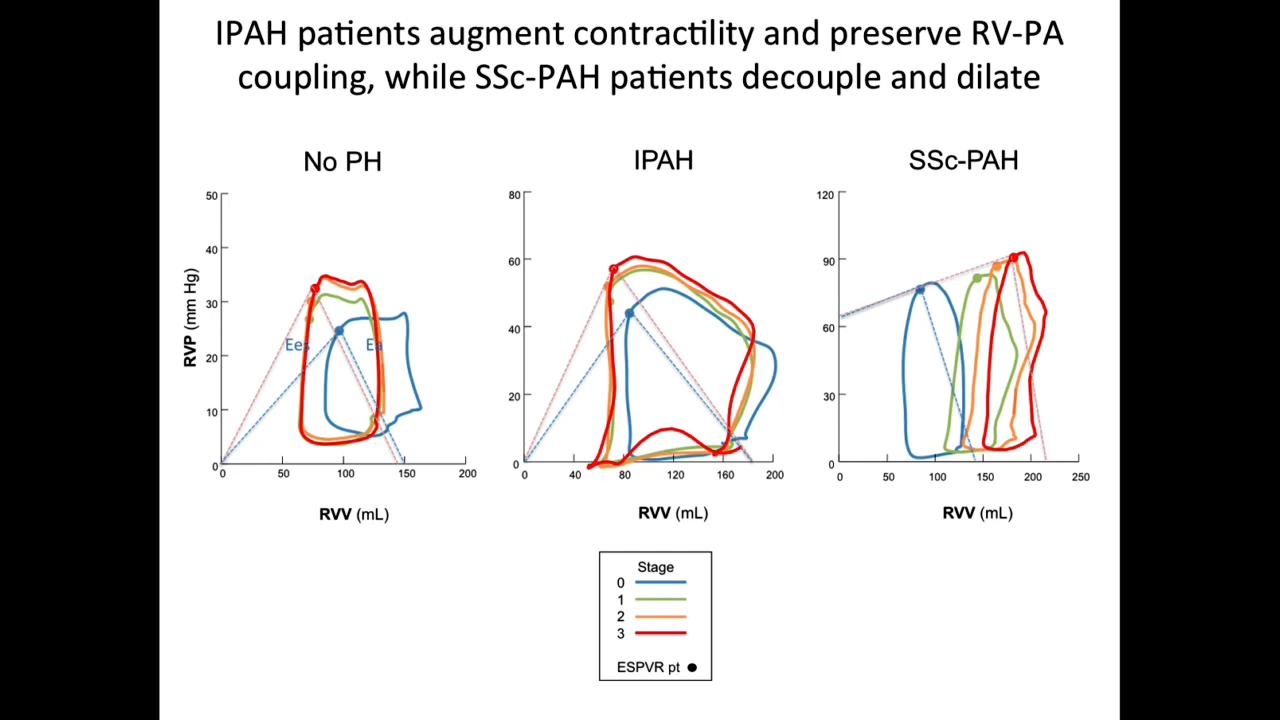 IPAH patients augment contractility and preserve RV-PA
coupling, while SSc-PAH patients decouple and dilate
No PH
IPAH
SSc-PAH
RVP (mm Hg)
50
40
30
20
10
0
Ees
Ea
0
50
100
150
200
RVV (mL)
80
60
40
20
0
0
40
80
120
160
200
RVV (mL)
120
90
60
30
0
0
50
100
150
200
250
RVV (mL)
Stage
0
1
2
3
ESPVR pt